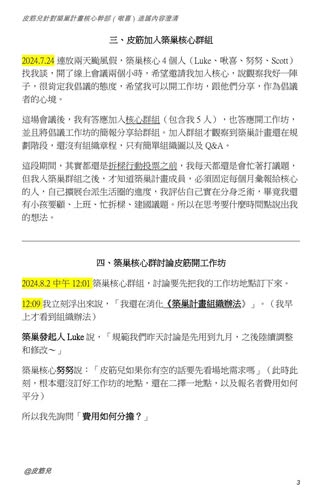 皮筋兒針對築巢計畫核心幹部（啾喜）造謠內容澄清
三、皮筋加入築巢核心群組
2024.7.24 連放兩天颱風假，築巢核心 4 個人（Luke、啾喜、努努、Scott）
找我談，開了線上會議兩個小時，希望邀請我加入核心，說觀察我好一陣
子，很肯定我倡議的態度，希望我可以開工作坊，跟他們分享，作為倡議
者的心境。
這場會議後，我有答應加入核心群組（包含我 5 人），也答應開工作坊，
並且將倡議工作坊的簡報分享給群組。加入群組才觀察到築巢計畫還在規
劃階段，還沒有組織章程，只有簡單組織圖以及 Q&A。
這段期間，其實都還是拆樑行動投票之前，我每天都還是會忙著打議題，
但我入築巢群組之後，才知道築巢計畫成員，必須固定每個月彙報給核心
的人，自己擴展台派生活圈的進度，我評估自己實在分身乏術，畢竟我還
有小孩要顧、上班、忙拆樑、建國議題。所以在思考要什麼時間點說出我
的想法。
四、築巢核心群討論皮筋開工作坊
2024.8.2 中午 12:01 築巢核心群組，討論要先把我的工作坊地點訂下來。
12:09 我立刻浮出來說，「我還在消化《築巢計畫組織辦法》」。（我早
上才看到組織辦法）
築巢發起人 Luke 說，「規範我們昨天討論是先用到九月，之後陸續調整
和修改～」
築巢核心努努說：「皮筋兒如果你有空的話要先看場地需求嗎」（此時此
刻，根本還沒訂好工作坊的地點，還在二擇一地點，以及報名者費用如何
平分）
所以我先詢問「費用如何分擔？」
@皮筋兒
3